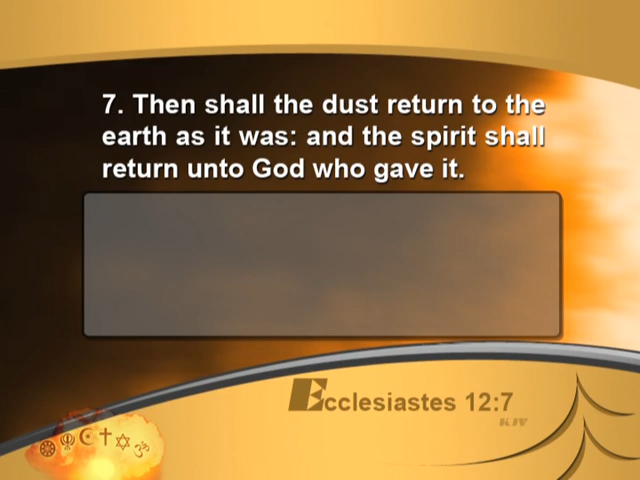 7. Then shall the dust return to the
earth as it was: and the spirit shall
return unto God who gave it.
Ecclesiastes 12:7
KJV